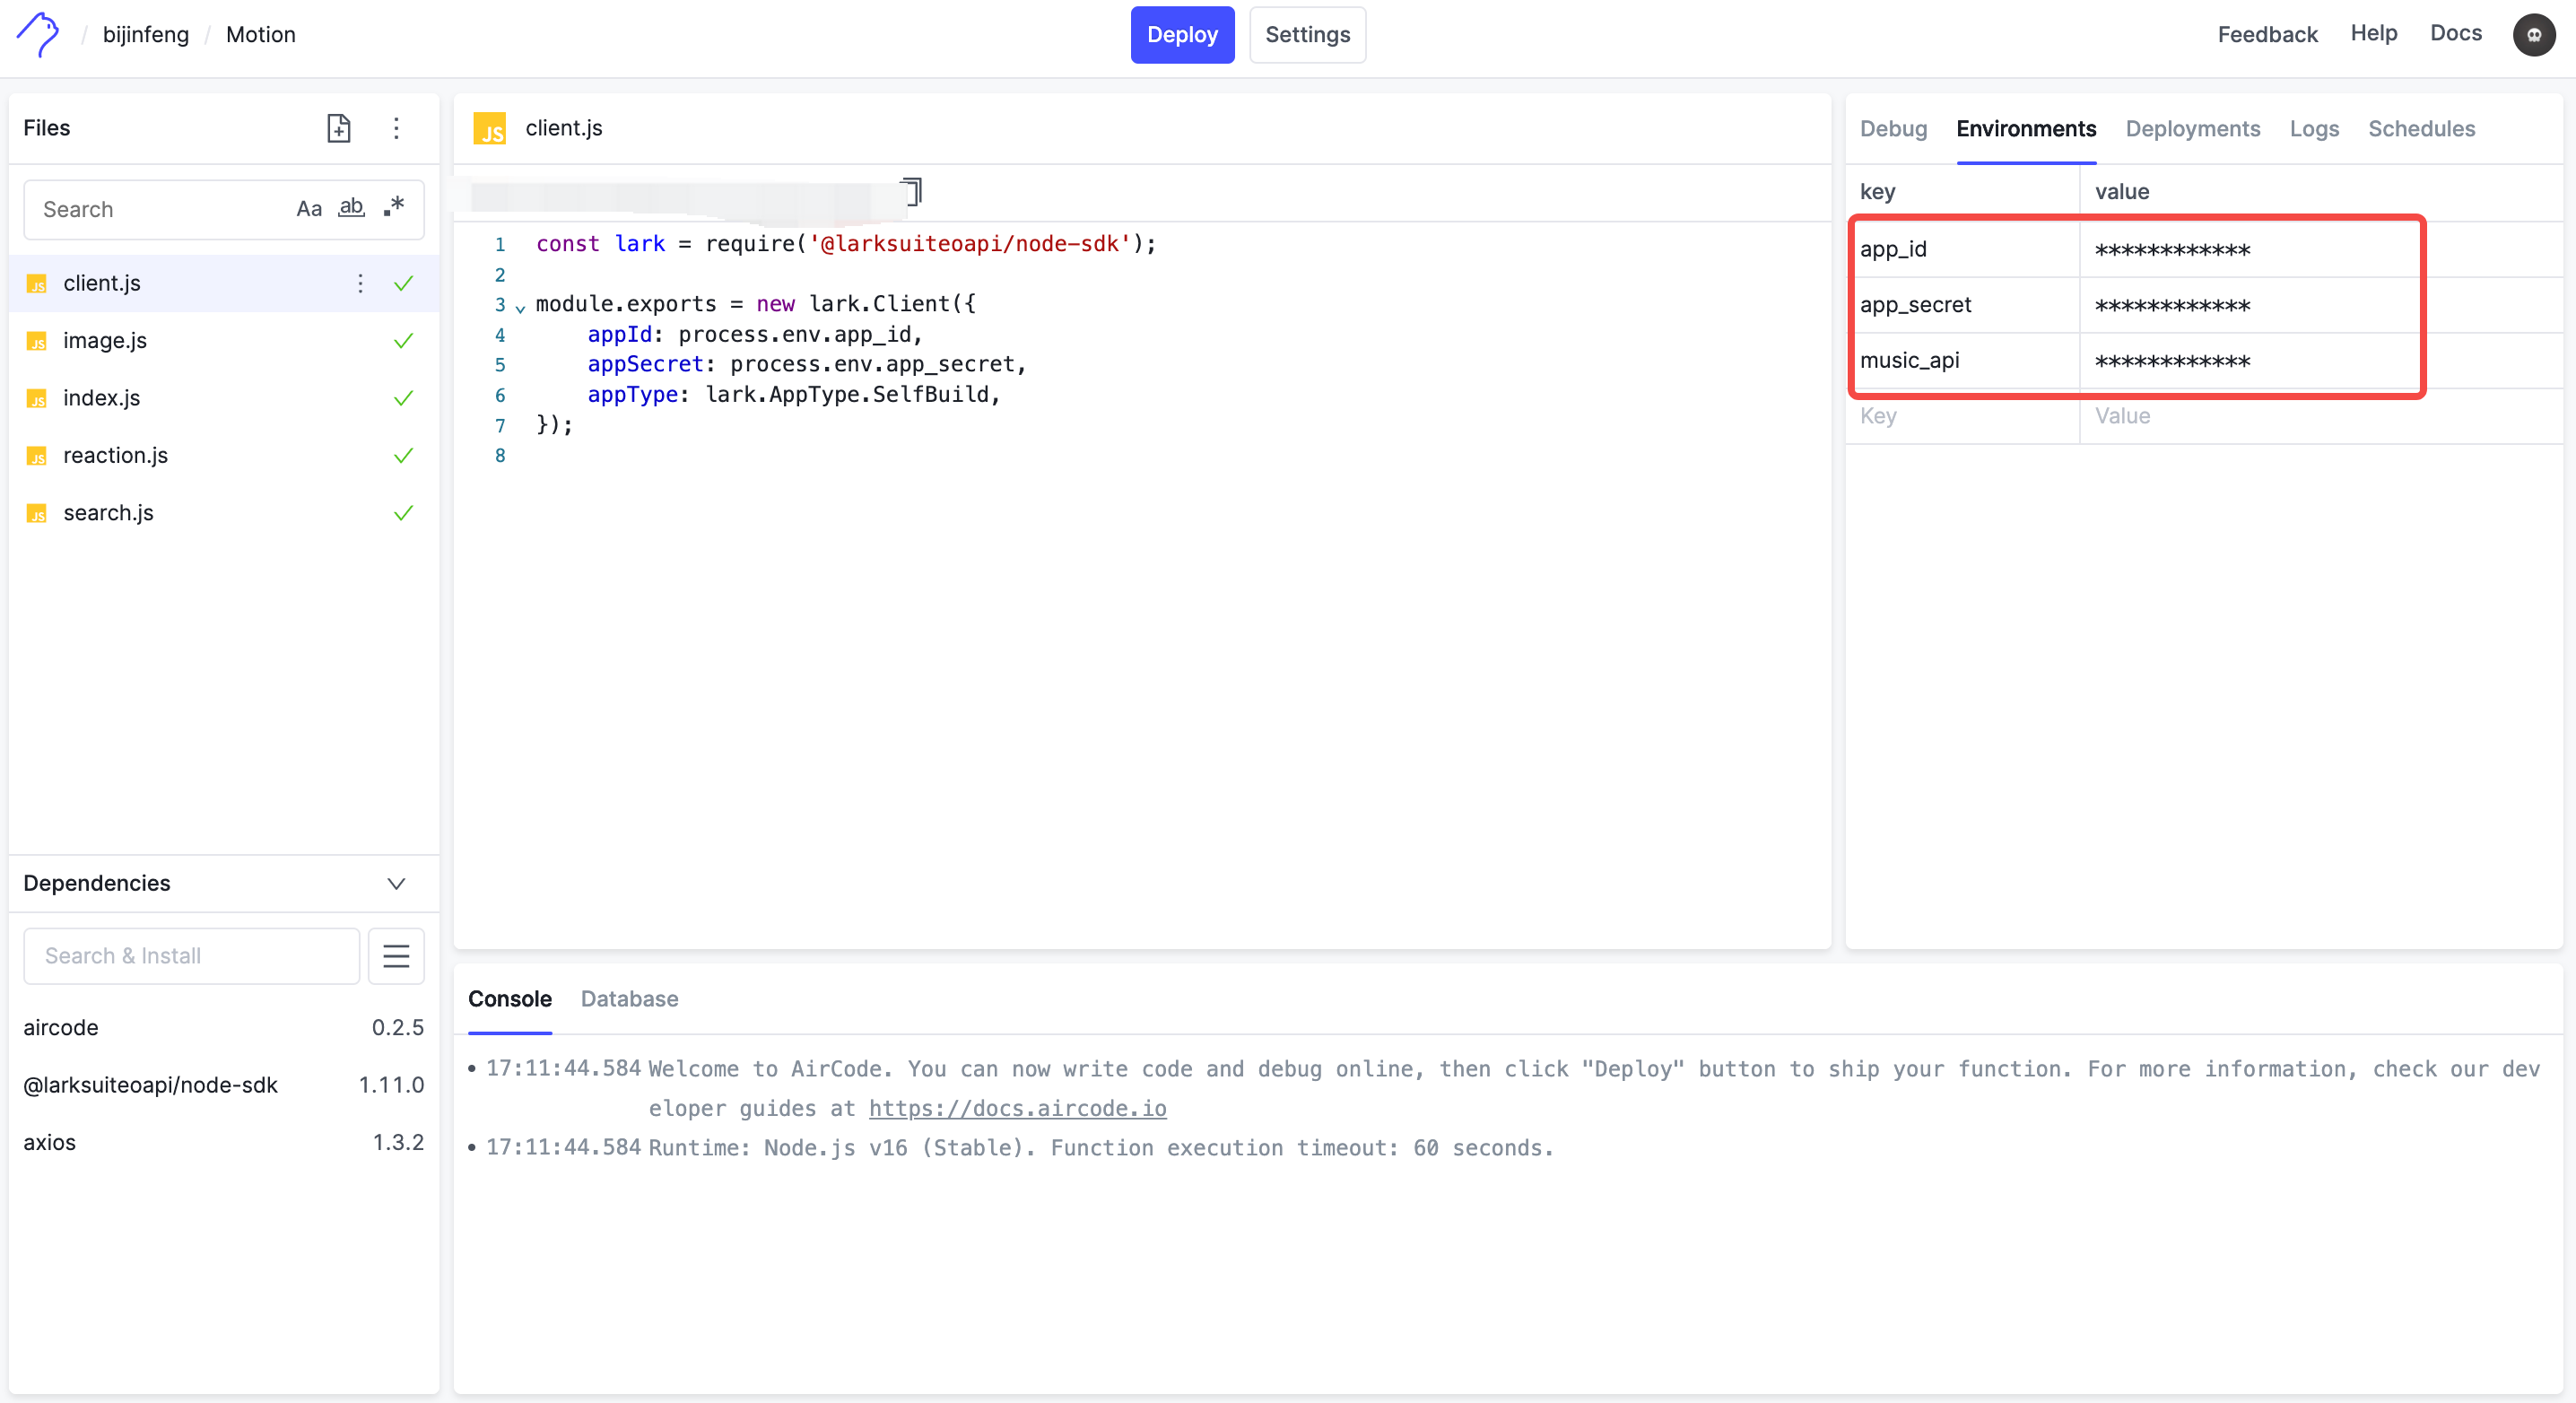 / bijinfeng / Motion
Deploy
Settings
Feedback
Help
Docs
Files
Search
Aa
ab
.*
JS client.js
JS image.js
JS index.js
JS reaction.js
JS search.js
Dependencies
Search & Install
aircode 0.2.5
@larksuiteoapi/node-sdk 1.11.0
axios 1.3.2
JS client.js
1 const lark = require('@larksuiteoapi/node-sdk');
2
3 module.exports = new lark.Client({
4 appId: process.env.app_id,
5 appSecret: process.env.app_secret,
6 appType: lark.AppType.SelfBuild,
7 });
8
Debug Environments Deployments Logs Schedules
key value
app_id ************
app_secret ************
music_api ************
Key Value
Console Database
• 17:11:44.584 Welcome to AirCode. You can now write code and debug online, then click "Deploy" button to ship your function. For more information, check our dev
eloper guides at https://docs.aircode.io
• 17:11:44.584 Runtime: Node.js v16 (Stable). Function execution timeout: 60 seconds.